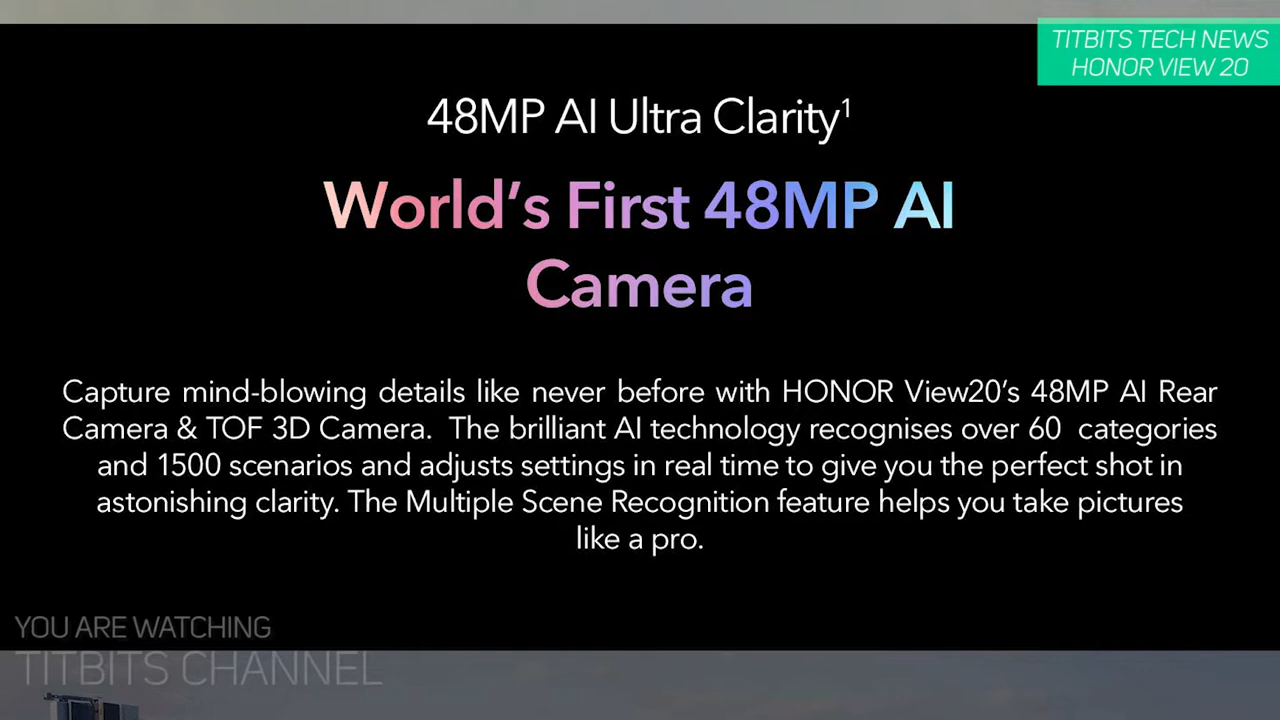 TITBITS TECH NEWS
HONOR VIEW 20
48MP AI Ultra Clarity¹
World's First 48MP AI
Camera
Capture mind-blowing details like never before with HONOR View20's 48MP AI Rear
Camera & TOF 3D Camera. The brilliant AI technology recognises over 60 categories
and 1500 scenarios and adjusts settings in real time to give you the perfect shot in
astonishing clarity. The Multiple Scene Recognition feature helps you take pictures
like a pro.
YOU ARE WATCHING
TITBITS CHANNEL